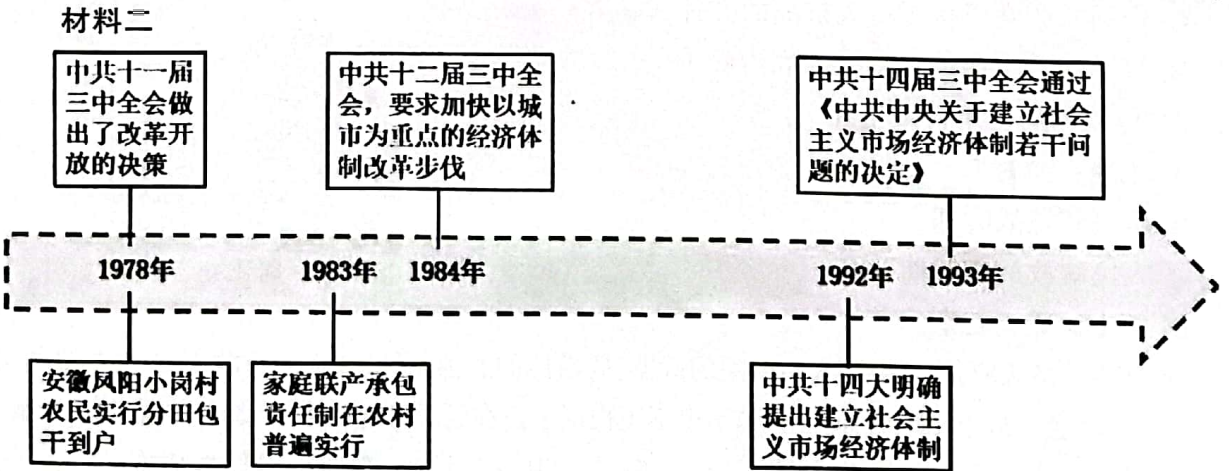 材料二
中共十一届
三中全会做
出了改革开
放的决策
中共十二届三中全
会，要求加快以城
市为重点的经济体
制改革步伐
中共十四届三中全会通过
《中共中央关于建立社会
主义市场经济体制若干问
题的决定》
1978年
1983年
1984年
1992年
1993年
安徽凤阳小岗村
农民实行分田包
干到户
家庭联产承包
责任制在农村
普遍实行
中共十四大明确
提出建立社会主
义市场经济体制